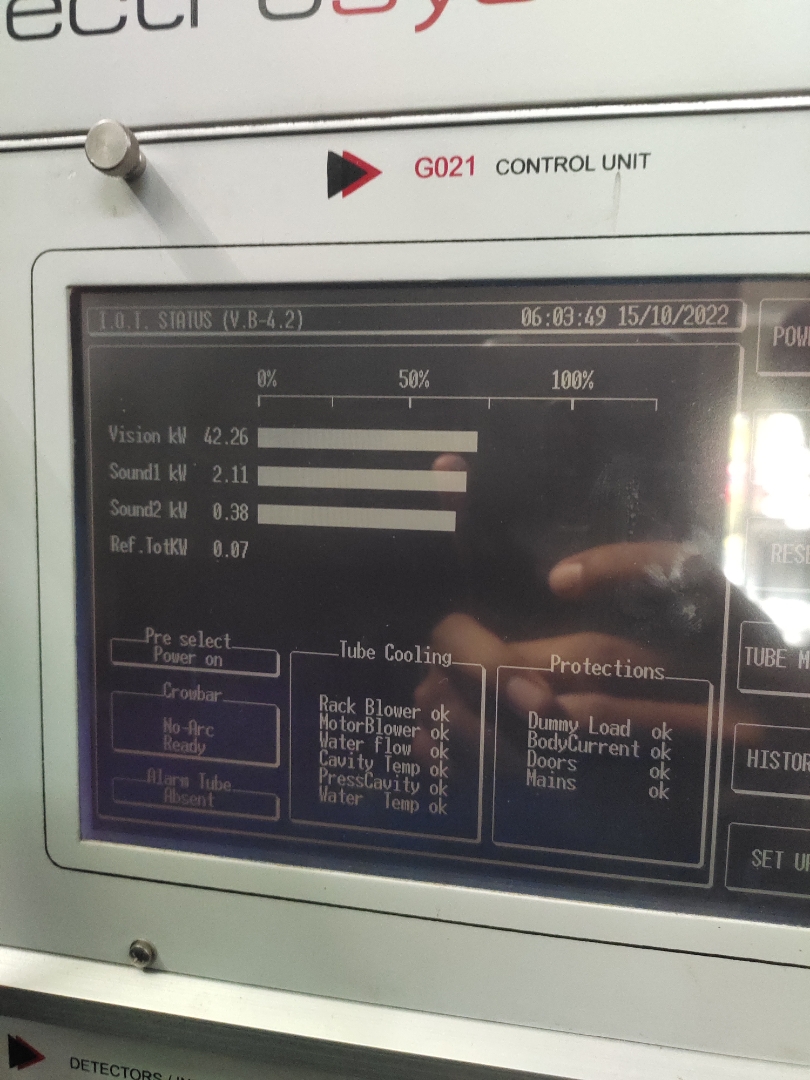 G021 CONTROL UNIT
I.O.T. STATUS (V.B-4.2) 06:03:49 15/10/2022
0% 50% 100%
Vision kW 42.26
Sound1 kW 2.11
Sound2 kW 0.38
Ref.TotKW 0.07
Pre select
Power on
Crowbar
No-Arc
Ready
Alarm Tube
Absent
Tube Cooling
Rack Blower ok
MotorBlower ok
Water flow ok
Cavity Temp ok
PressCavity ok
Water Temp ok
Protections
Dummy Load ok
BodyCurrent ok
Doors ok
Mains ok
TUBE
SET
DETECTORS